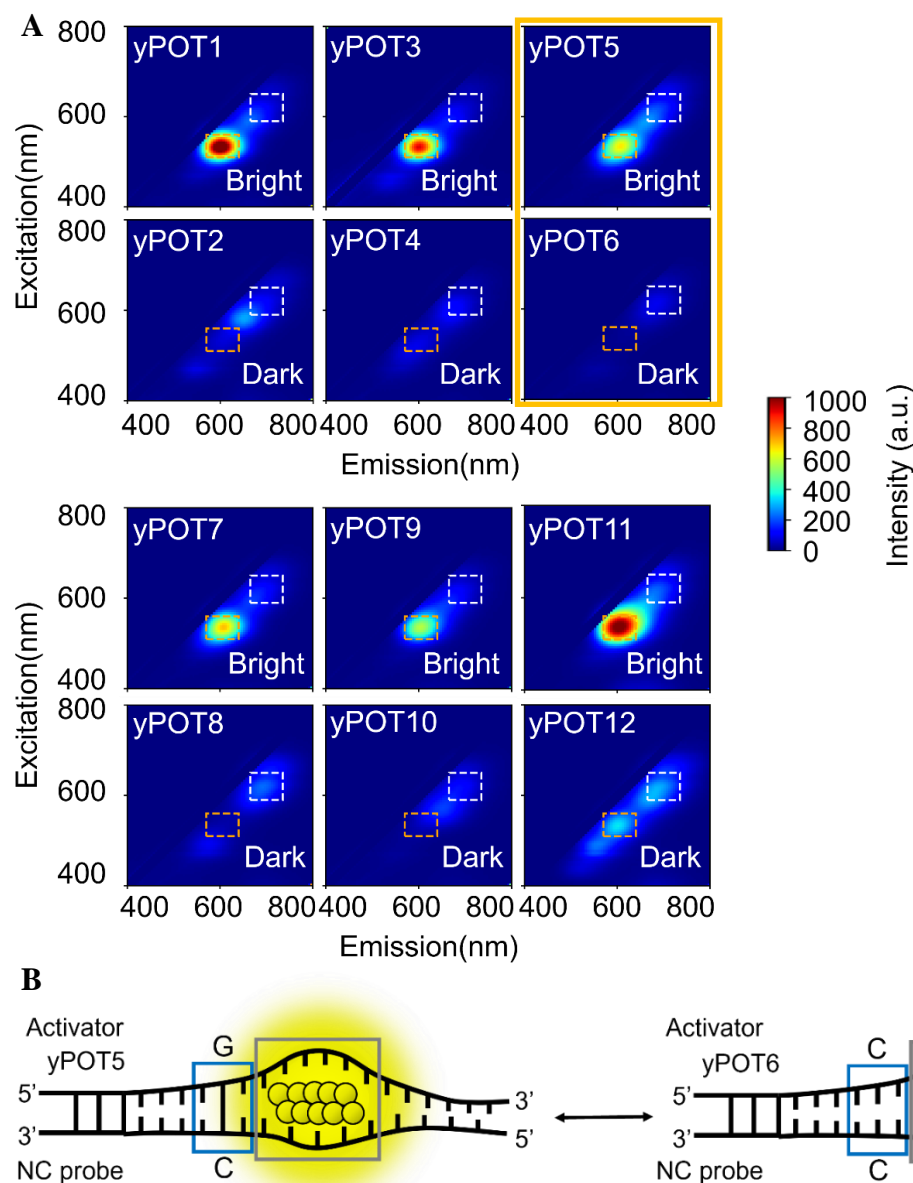 A
800
yPOT1
yPOT3
yPOT5
600
Bright
Bright
Bright
400
Excitation(nm)
800
yPOT2
yPOT4
yPOT6
600
Dark
Dark
Dark
400
400 600 800
400 600 800
400 600 800
Emission(nm)
1000
800
600
400
200
0
Intensity (a.u.)
800
yPOT7
yPOT9
yPOT11
600
Bright
Bright
Bright
400
Excitation(nm)
800
yPOT8
yPOT10
yPOT12
600
Dark
Dark
Dark
400
400 600 800
400 600 800
400 600 800
Emission(nm)
B
Activator
yPOT5
G
5’
3’
3’
5’
NC probe
C
Activator
yPOT6
C
5’
3’
NC probe
C